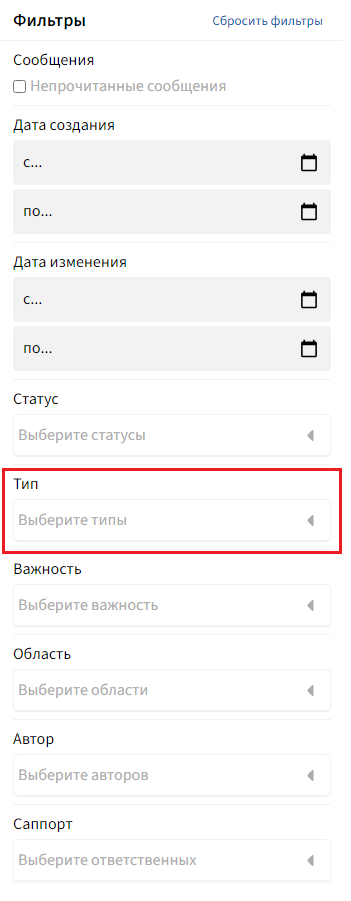 Фильтры Сбросить фильтры
Сообщения
Непрочитанные сообщения
Дата создания
с...
по...
Дата изменения
с...
по...
Статус
Выберите статусы
Тип
Выберите типы
Важность
Выберите важность
Область
Выберите области
Автор
Выберите авторов
Саппорт
Выберите ответственных